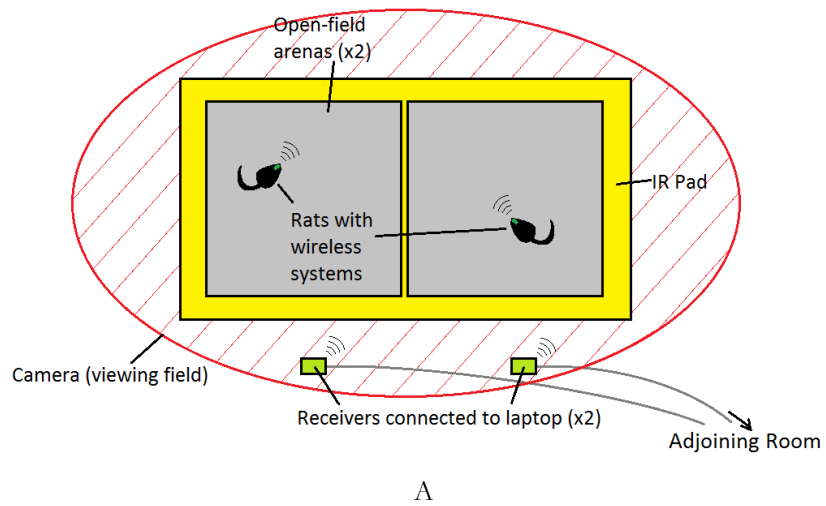 Open-field
arenas (x2)
IR Pad
Rats with
wireless
systems
Camera (viewing field)
Receivers connected to laptop (x2)
Adjoining Room
A